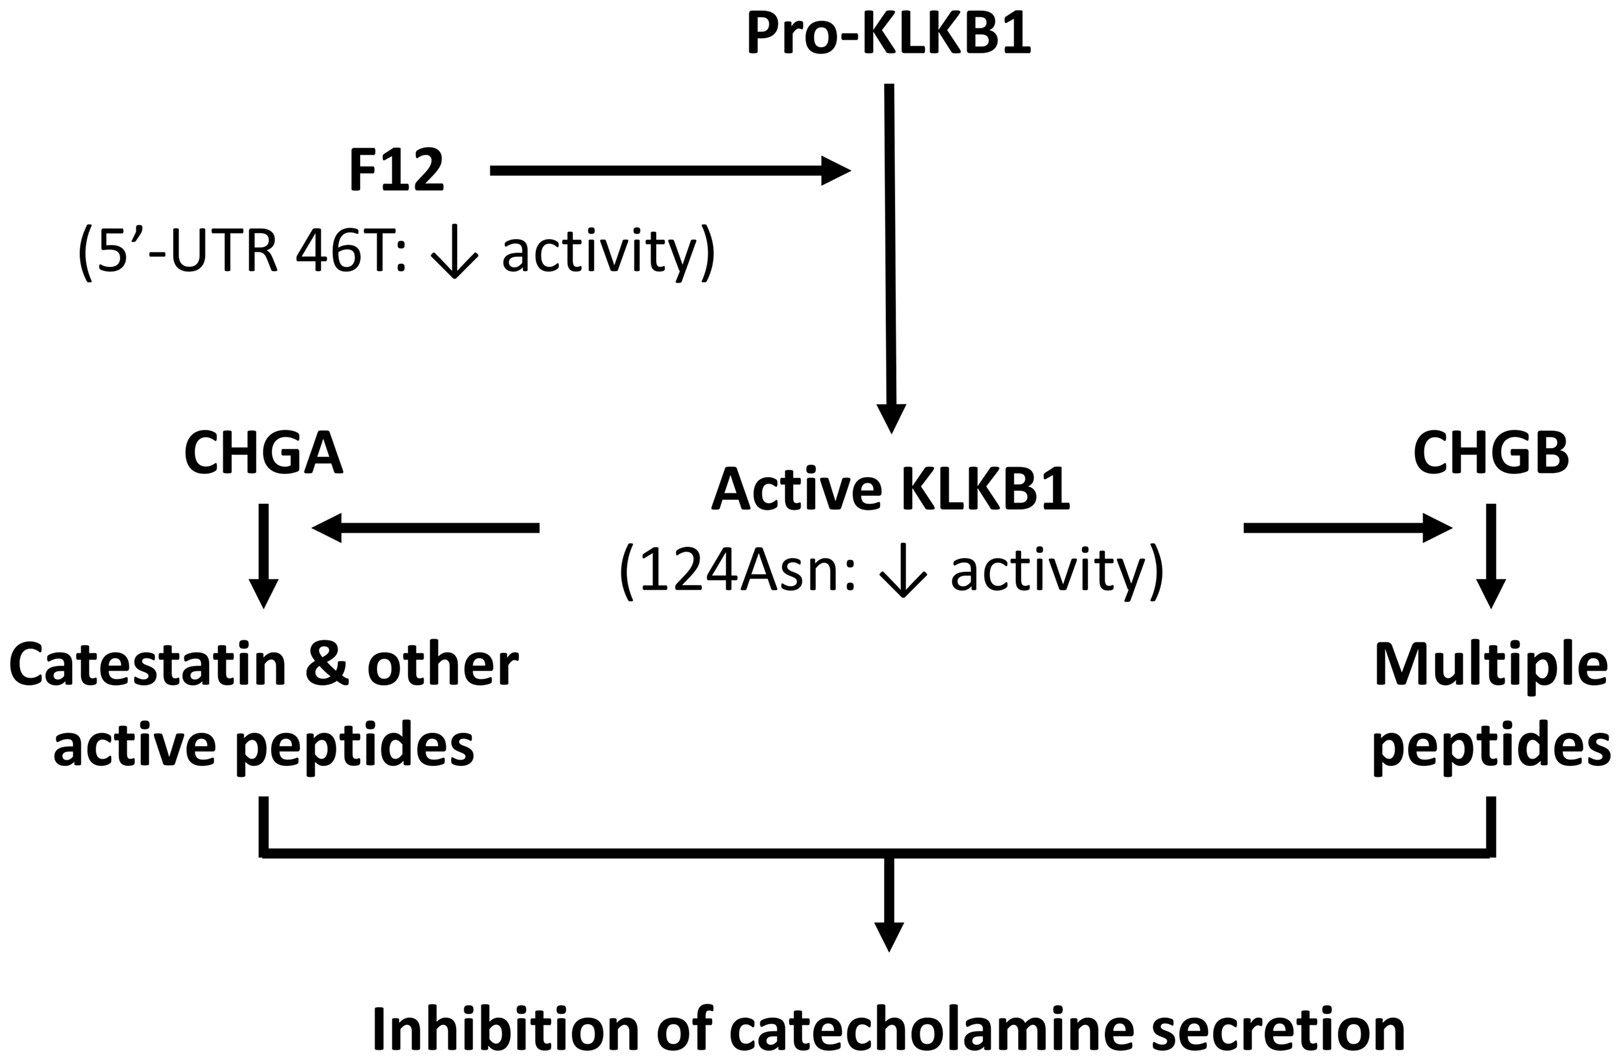 Pro-KLKB1
F12
(5’-UTR 46T: ↓ activity)
CHGA
Active KLKB1
(124Asn: ↓ activity)
CHGB
Catestatin & other
active peptides
Multiple
peptides
Inhibition of catecholamine secretion